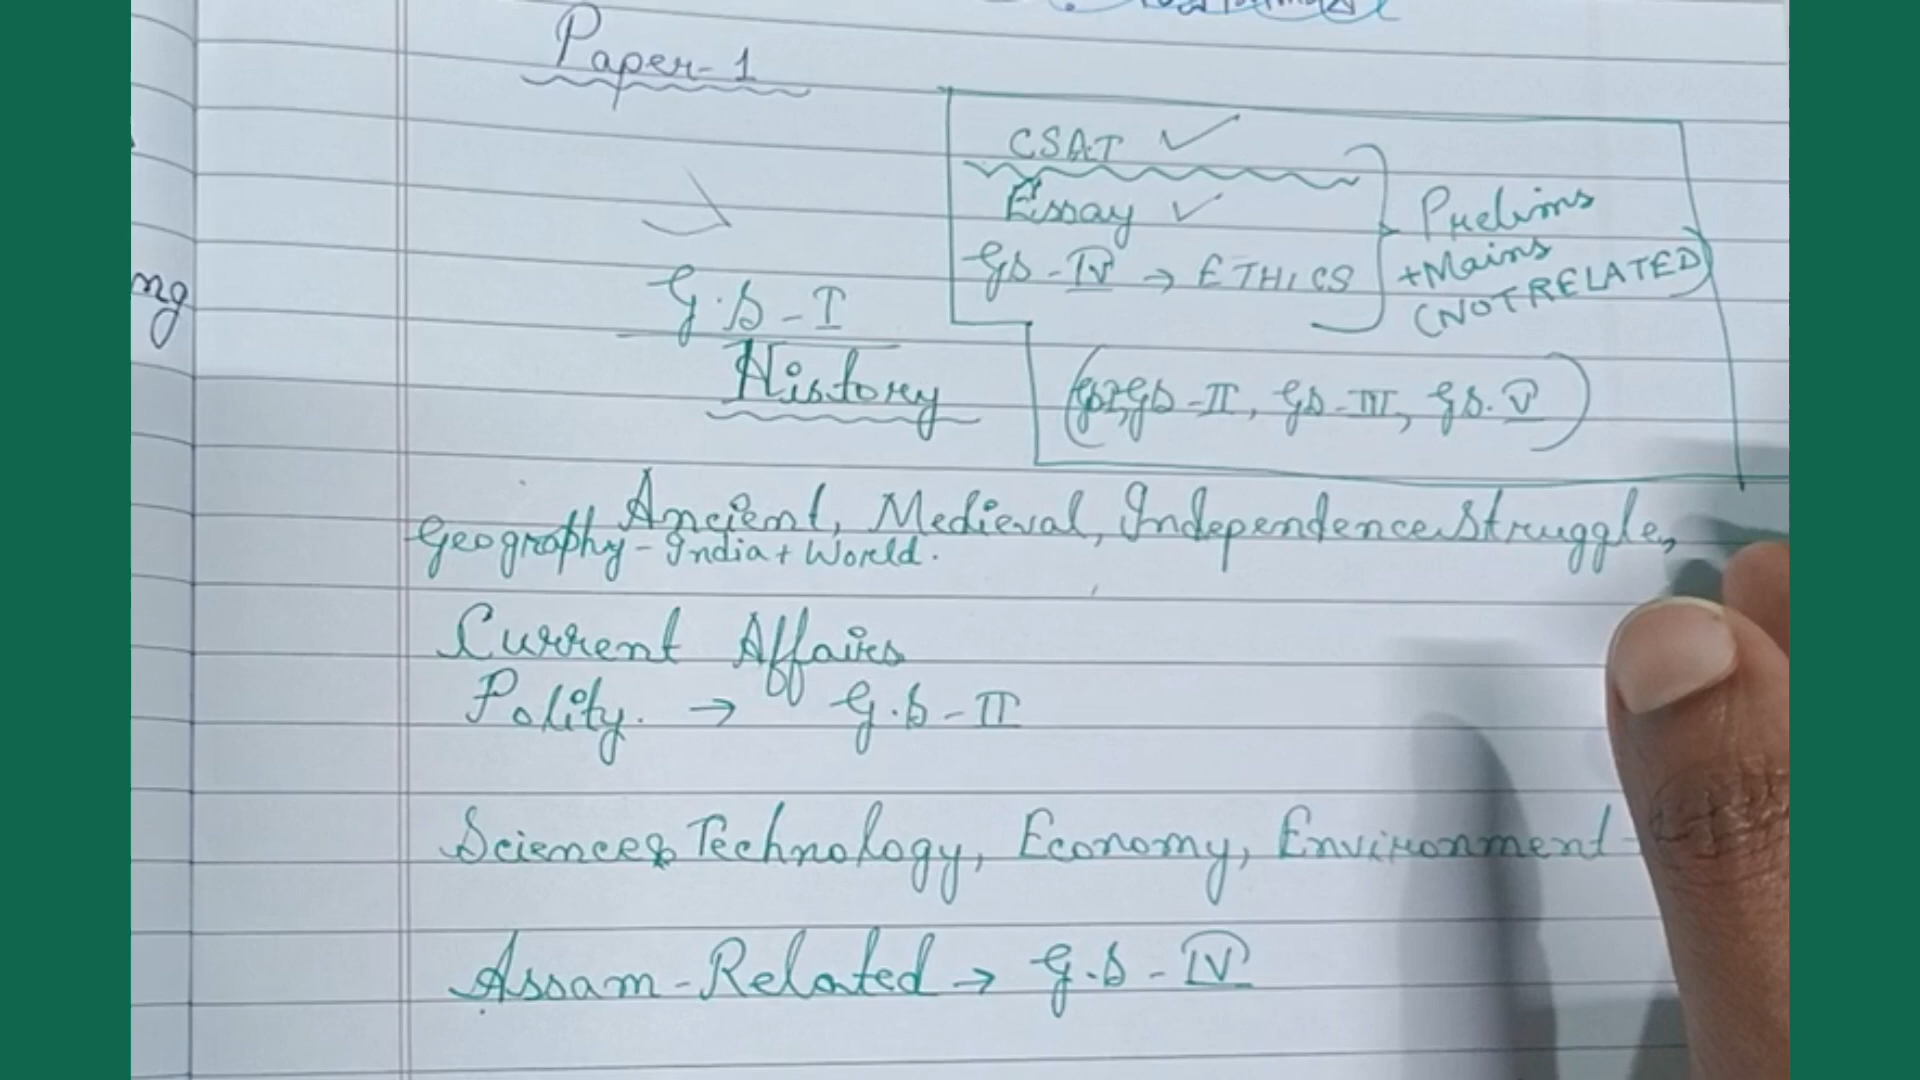 Paper-1
CSAT ✓
Essay ✓
GS-IV → ETHICS
Prelims
+Mains
(NOT RELATED)
G.S-I
History
GS-II, GS-III, GS.V)
Ancient, Medieval, Independence Struggle,
Geography - India + World.
Current Affairs
Polity. → G.S-II
Science & Technology, Economy, Environment
Assam-Related → G.S-IV
ng